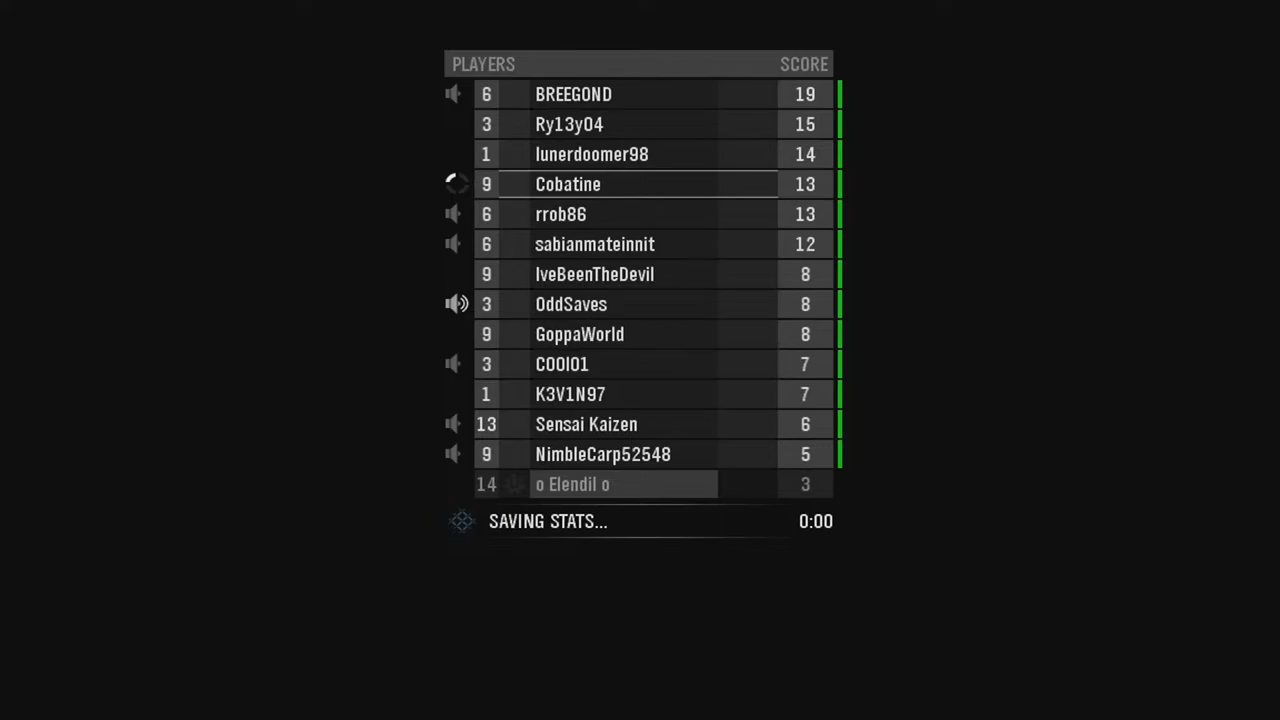 PLAYERS SCORE
6 BREEGOND 19
3 Ry13y04 15
1 lunerdoomer98 14
9 Cobatine 13
6 rrob86 13
6 sabianmateinnit 12
9 IveBeenTheDevil 8
3 OddSaves 8
9 GoppaWorld 8
3 COOl01 7
1 K3V1N97 7
13 Sensai Kaizen 6
9 NimbleCarp52548 5
14 o Elendil o 3
SAVING STATS... 0:00